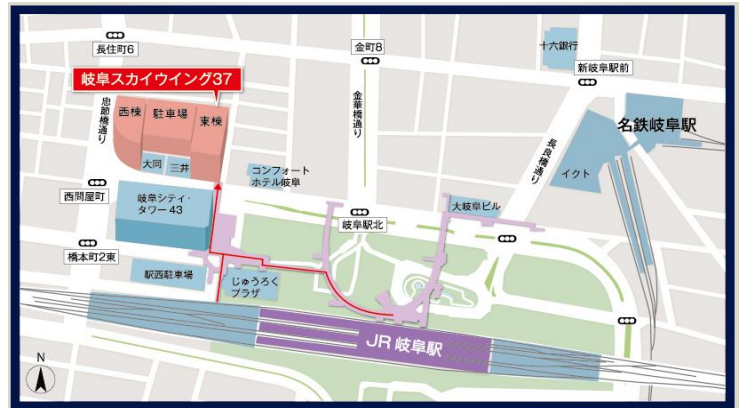 長住町6
金町8
十六銀行
新岐阜駅前
岐阜スカイウイング37
西棟
駐車場
東棟
忠節橋通り
金華橋通り
長良橋通り
名鉄岐阜駅
大同
三井
コンフォート
ホテル岐阜
イクト
西問屋町
岐阜シティ・
タワー43
大岐阜ビル
岐阜駅北
橋本町2東
駅西駐車場
じゅうろく
プラザ
JR岐阜駅
N